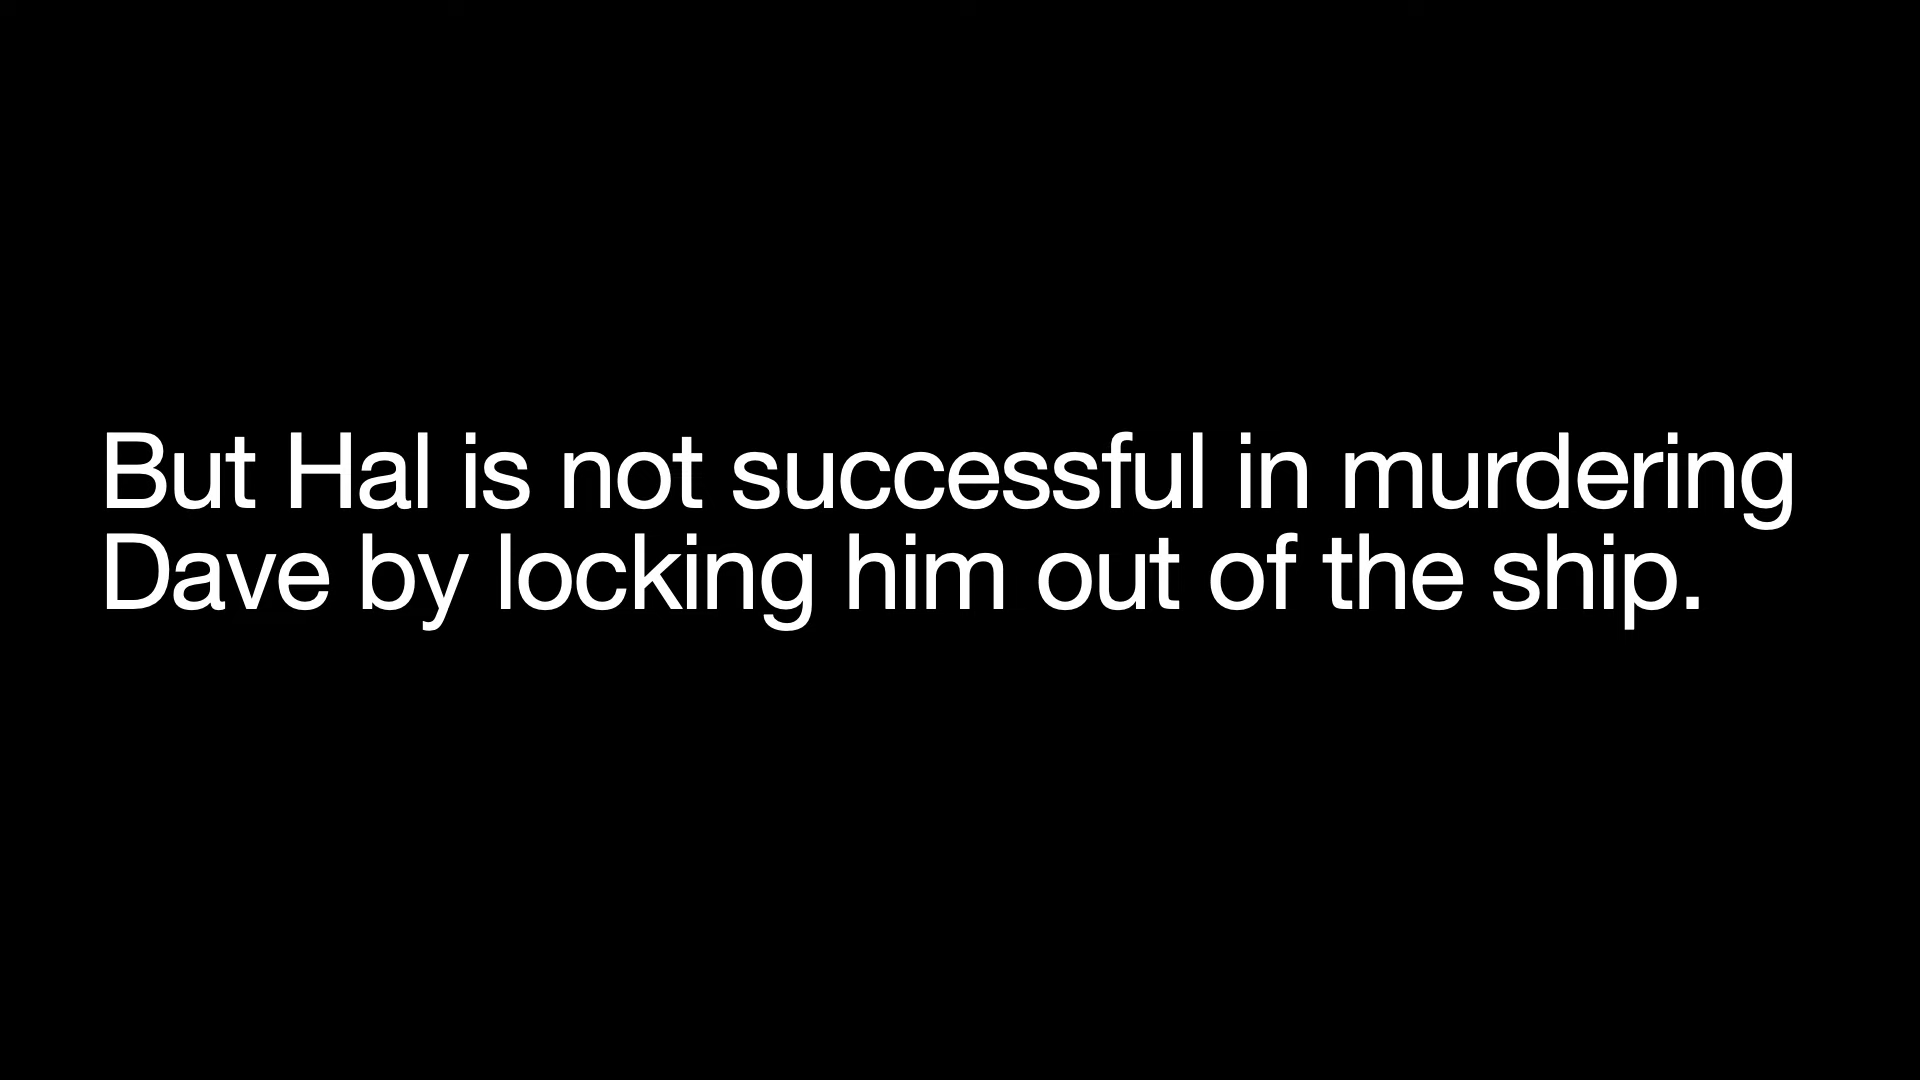 But Hal is not successful in murdering
Dave by locking him out of the ship.